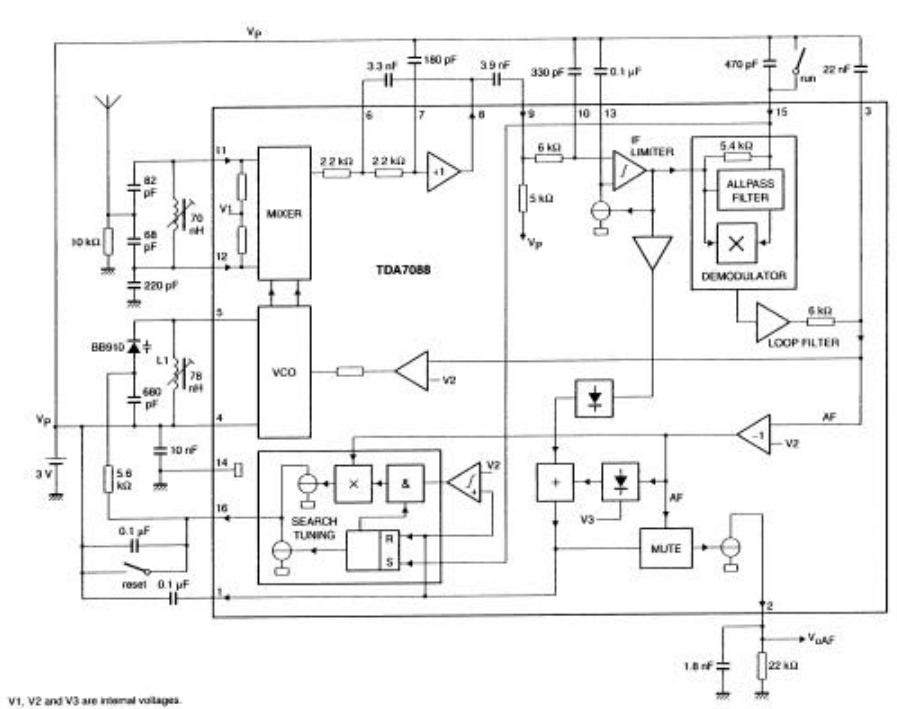 VP
3.3 nF
180 pF
3.9 nF
330 pF
0.1 µF
470 pF
run
22 nF
6
7
8
9
10
13
15
3
11
82
pF
V1
70
nH
10 kΩ
68
pF
12
220 pF
MIXER
2.2 kΩ
2.2 kΩ
+1
6 kΩ
5 kΩ
VP
IF
LIMITER
5.4 kΩ
ALLPASS
FILTER
×
DEMODULATOR
TDA7088
6 kΩ
LOOP FILTER
5
BB910
L1
78
nH
680
pF
VCO
V2
VP
4
3 V
10 nF
14
5.6
kΩ
16
0.1 µF
reset
0.1 µF
1
×
&
V2
+
SEARCH
TUNING
R
S
AF
-1
V2
+
V3
AF
MUTE
2
VoAF
1.8 nF
22 kΩ
V1, V2 and V3 are internal voltages.